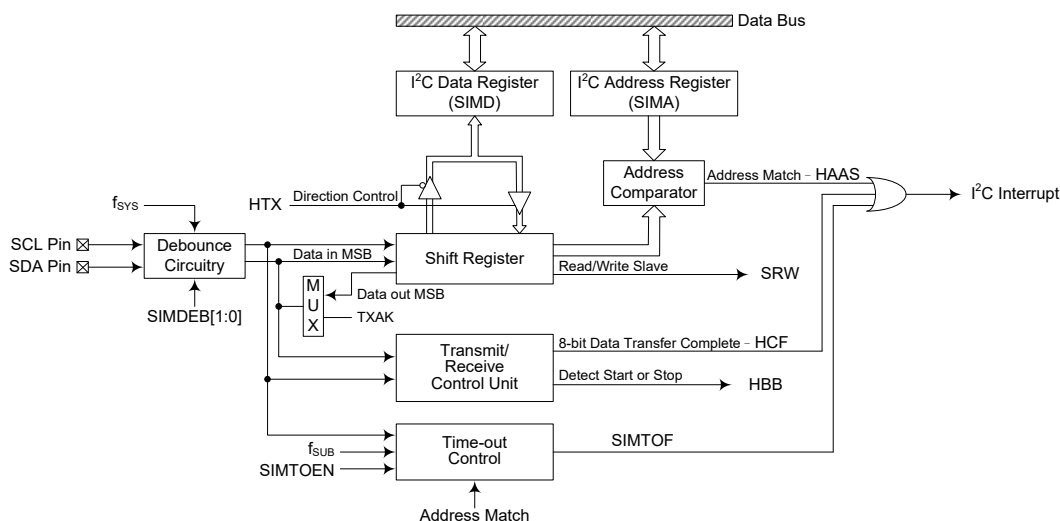 Data Bus
I²C Data Register
(SIMD)
I²C Address Register
(SIMA)
Address
Comparator
Address Match - HAAS
I²C Interrupt
HTX
Direction Control
fSYS
SCL Pin
SDA Pin
Debounce
Circuitry
SIMDEB[1:0]
Data in MSB
Shift Register
Read/Write Slave
SRW
M
U
X
Data out MSB
TXAK
Transmit/
Receive
Control Unit
8-bit Data Transfer Complete - HCF
Detect Start or Stop
HBB
fSUB
SIMTOEN
Time-out
Control
SIMTOF
Address Match